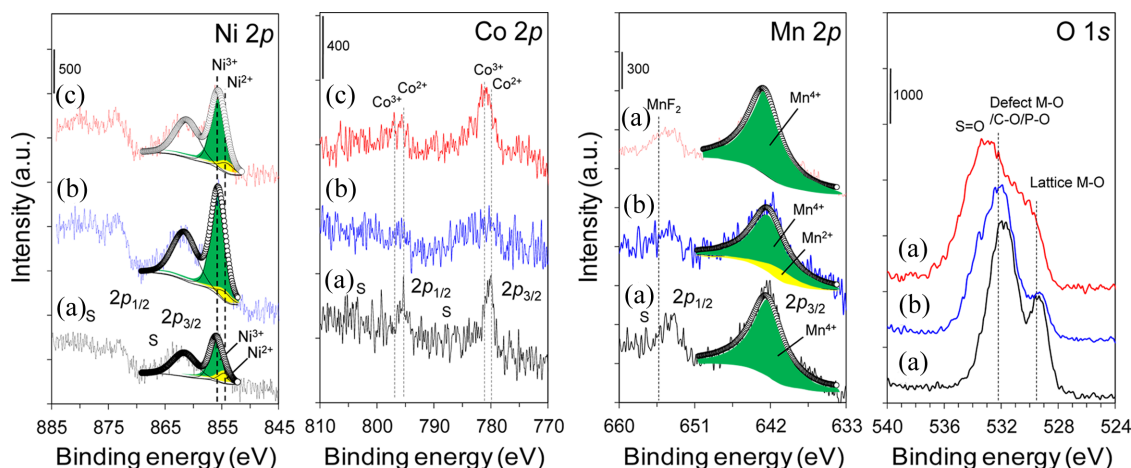 Ni 2p
500
Ni3+
Ni2+
(c)
(b)
(a)
S
2p1/2
2p3/2
S
Ni3+
Ni2+
885
875
865
855
845
Binding energy (eV)
Intensity (a.u.)
Co 2p
400
Co3+
Co2+
Co3+
Co2+
(c)
(b)
(a)
S
2p1/2
S
2p3/2
810
800
790
780
770
Binding energy (eV)
Mn 2p
300
MnF2
(a)
Mn4+
(b)
Mn4+
Mn2+
(a)
S
2p1/2
2p3/2
Mn4+
660
651
642
633
Binding energy (eV)
Intensity (a.u.)
O 1s
1000
Defect M-O
/C-O/P-O
S=O
Lattice M-O
(a)
(b)
(a)
540
536
532
528
524
Binding energy (eV)